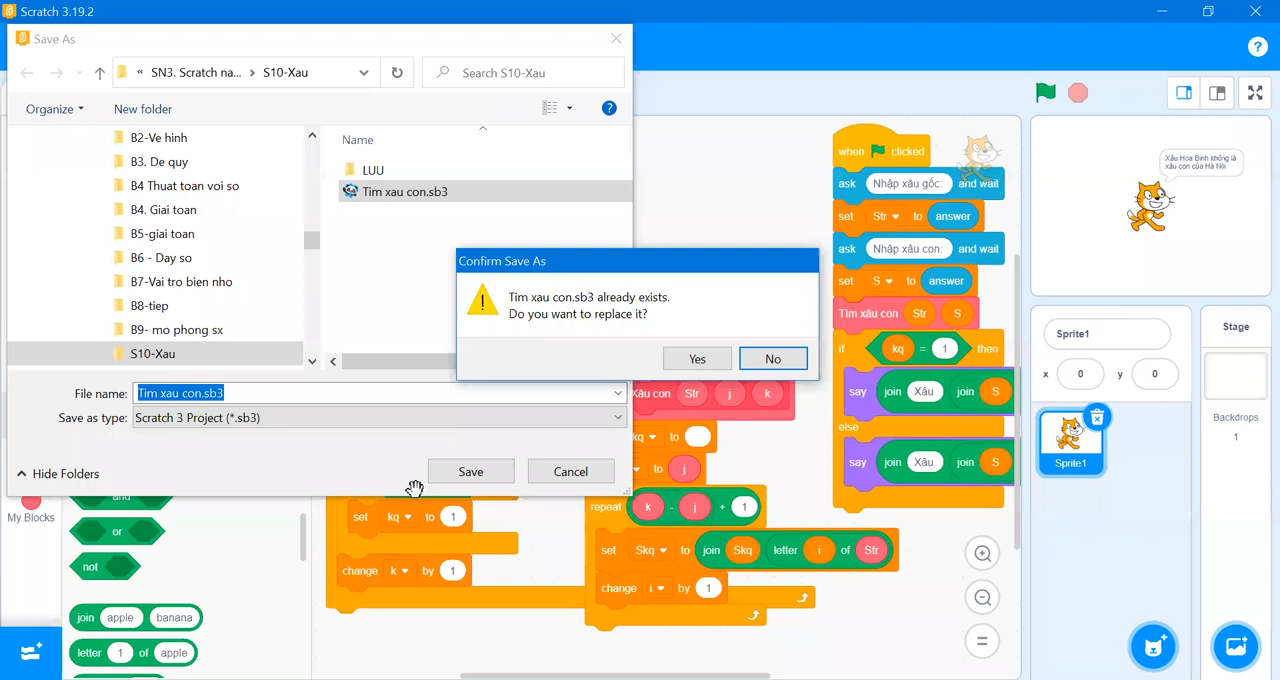 Scratch 3.19.2
Save As
« SN3. Scratch na... › S10-Xau
Search S10-Xau
Organize
New folder
B2-Ve hinh
B3. De quy
B4 Thuat toan voi so
B4. Giai toan
B5-giai toan
B6 - Day so
B7-Vai tro bien nho
B8-tiep
B9- mo phong sx
S10-Xau
Name
LUU
Tim xau con.sb3
File name: Tim xau con.sb3
Save as type: Scratch 3 Project (*.sb3)
Hide Folders
Save
Cancel
Confirm Save As
Tim xau con.sb3 already exists.
Do you want to replace it?
Yes
No
My Blocks
and
or
not
join apple banana
letter 1 of apple
set kq to 1
change k by 1
Xâu con Str j k
kq to
to j
repeat k - j + 1
set Skq to join Skq letter i of Str
change i by 1
when clicked
ask Nhập xâu gốc: and wait
set Str to answer
ask Nhập xâu con: and wait
set S to answer
Tìm xâu con Str S
if kq = 1 then
say join Xâu join S
else
say join Xâu join S
Xâu Hoa Binh không là
xâu con của Hà Nôi
Sprite1
x 0 y 0
Sprite1
Stage
Backdrops
1